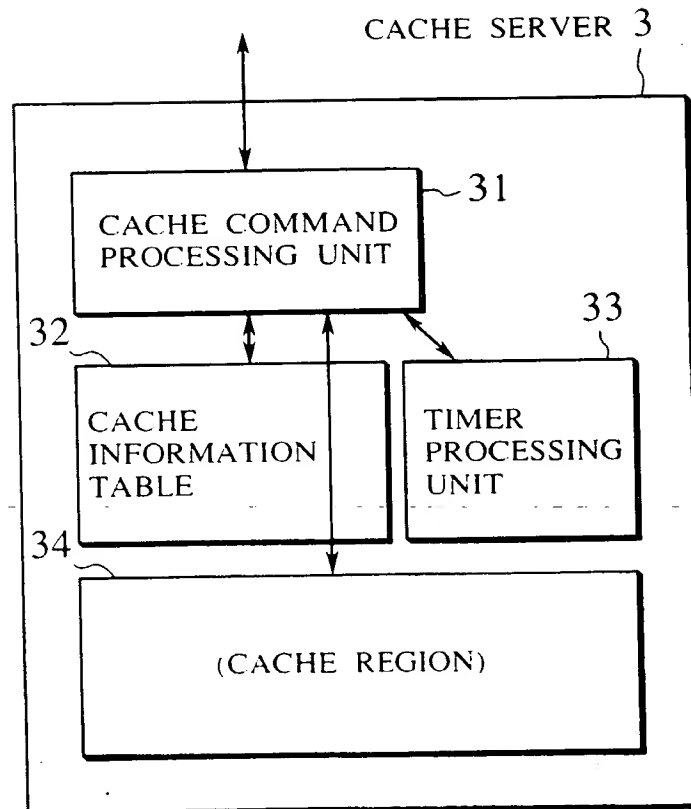 CACHE SERVER 3
31
CACHE COMMAND
PROCESSING UNIT
32
33
CACHE
INFORMATION
TABLE
TIMER
PROCESSING
UNIT
34
(CACHE REGION)